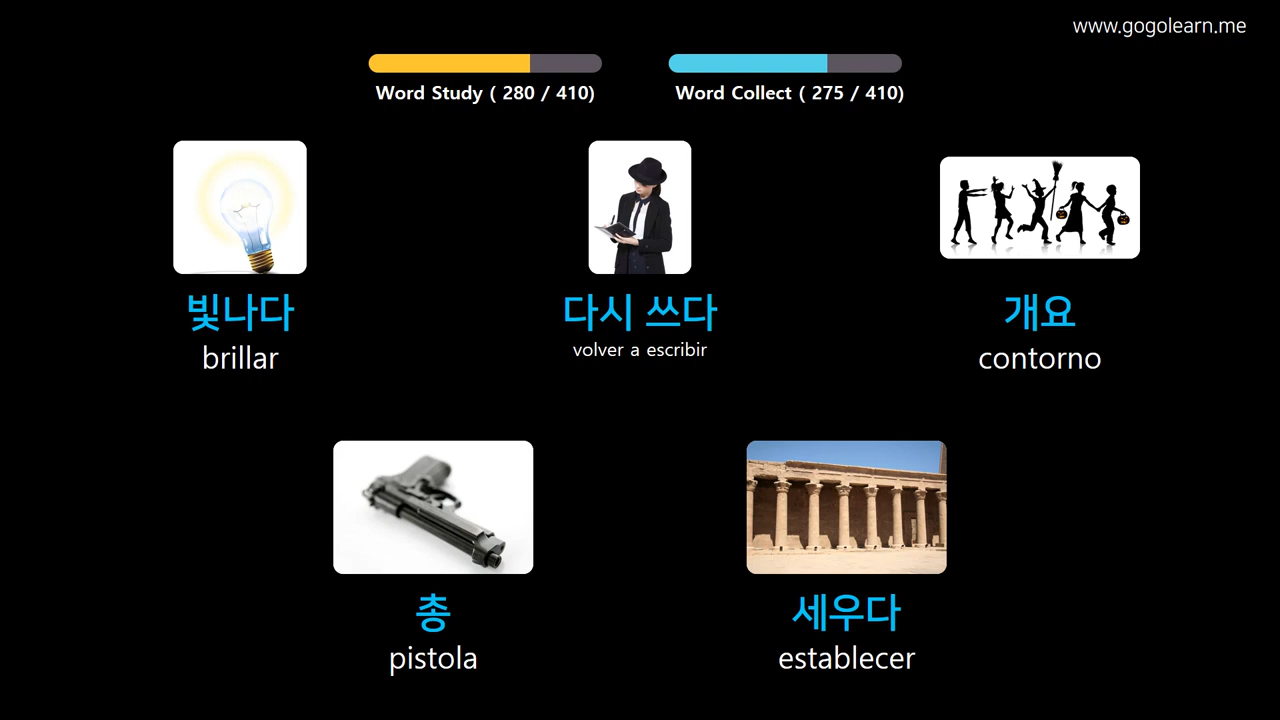 www.gogolearn.me
Word Study ( 280 / 410)
Word Collect ( 275 / 410)
빛나다
brillar
다시 쓰다
volver a escribir
개요
contorno
총
pistola
세우다
establecer